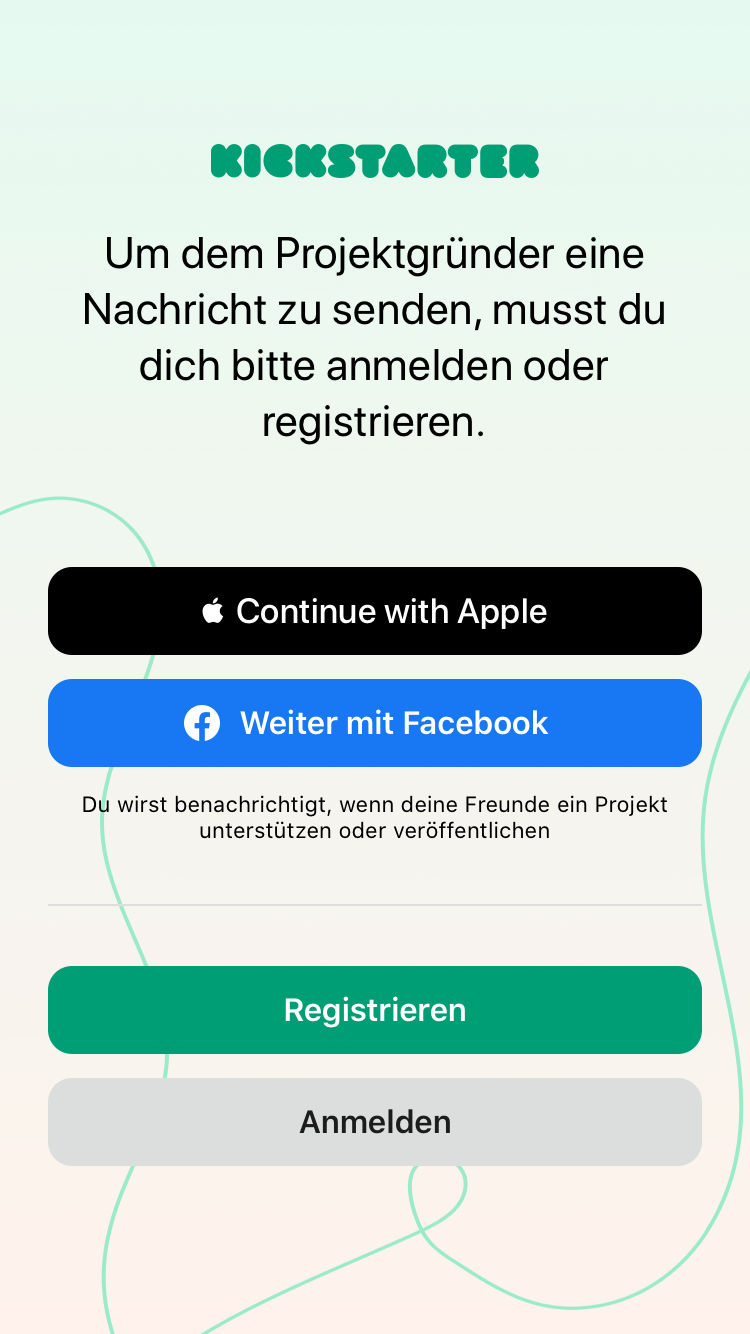 KICKSTARTER
Um dem Projektgründer eine
Nachricht zu senden, musst du
dich bitte anmelden oder
registrieren.
Continue with Apple
Weiter mit Facebook
Du wirst benachrichtigt, wenn deine Freunde ein Projekt
unterstützen oder veröffentlichen
Registrieren
Anmelden